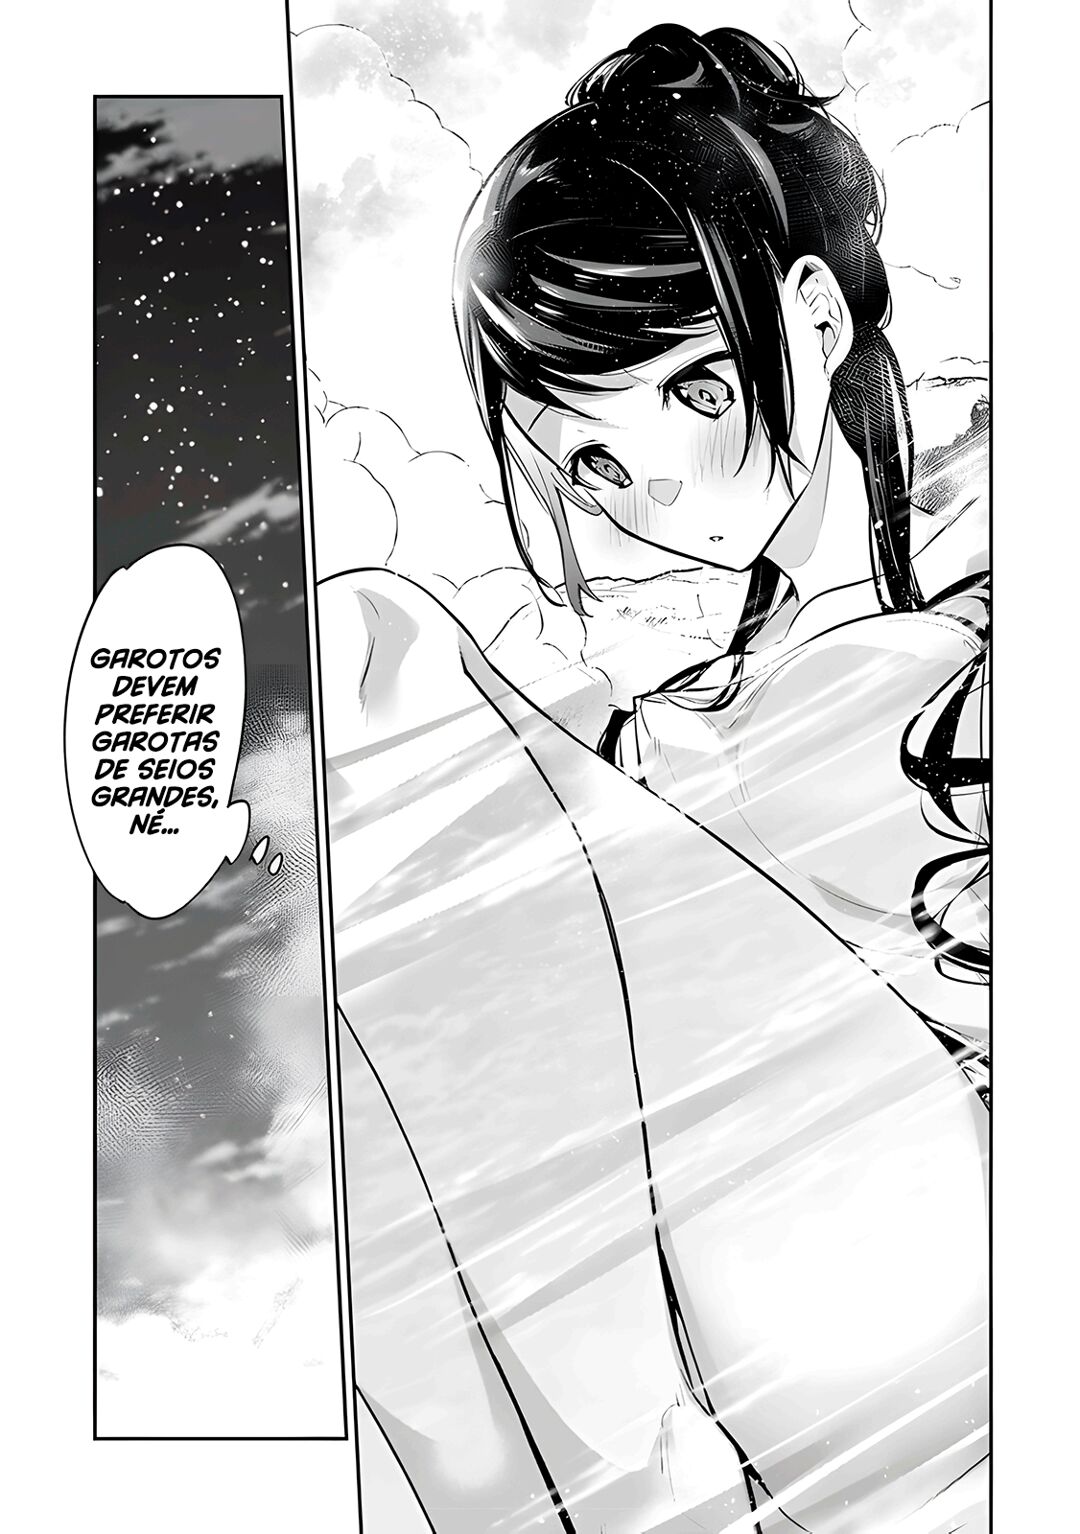 GAROTOS
DEVEM
PREFERIR
GAROTAS
DE SEIOS
GRANDES,
NÉ...